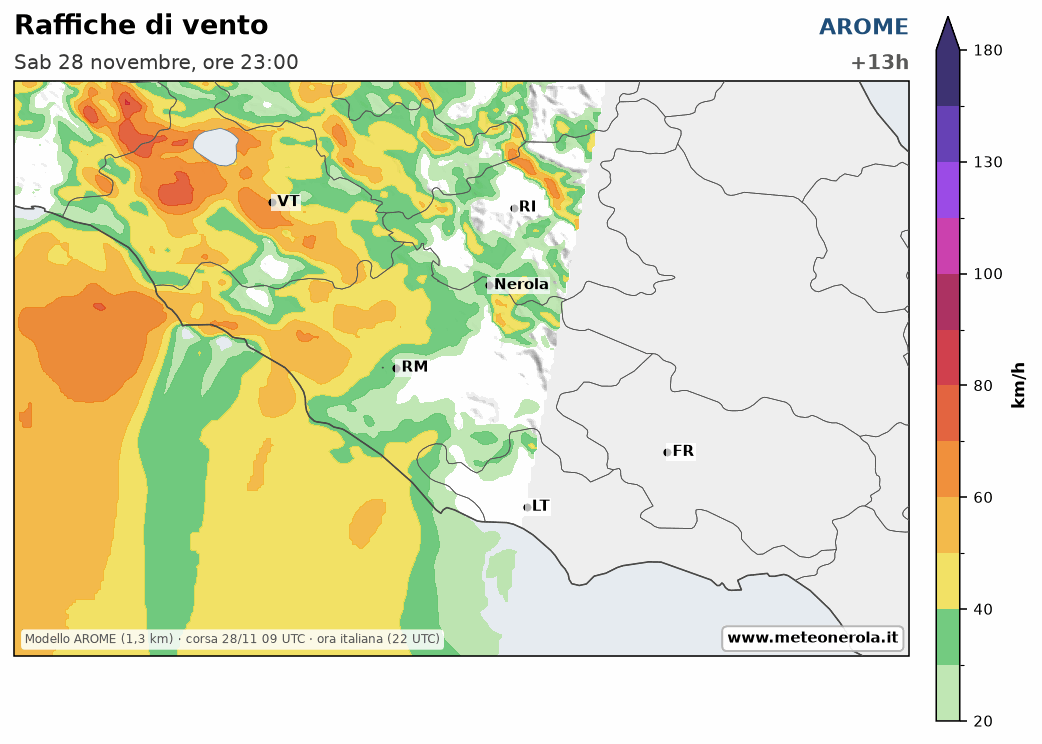 Raffiche di vento
AROME
Sab 28 novembre, ore 23:00
+13h
180
130
100
80
60
40
20
km/h
VT
RI
Nerola
RM
FR
LT
Modello AROME (1,3 km) · corsa 28/11 09 UTC · ora italiana (22 UTC)
www.meteonerola.it